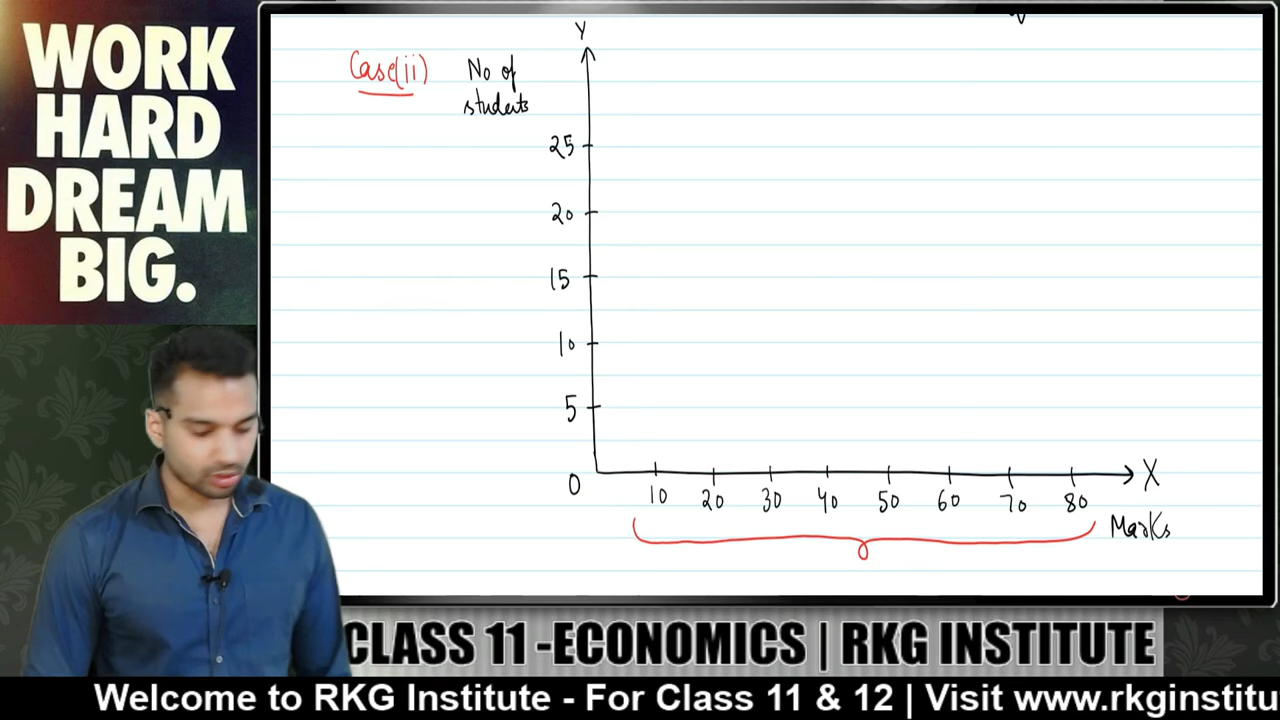 WORK
HARD
DREAM
BIG.
Case(ii)
No of
students
Y
25
20
15
10
5
0
10 20 30 40 50 60 70 80
X
Marks
CLASS 11 -ECONOMICS | RKG INSTITUTE
Welcome to RKG Institute - For Class 11 & 12 | Visit www.rkginstitu